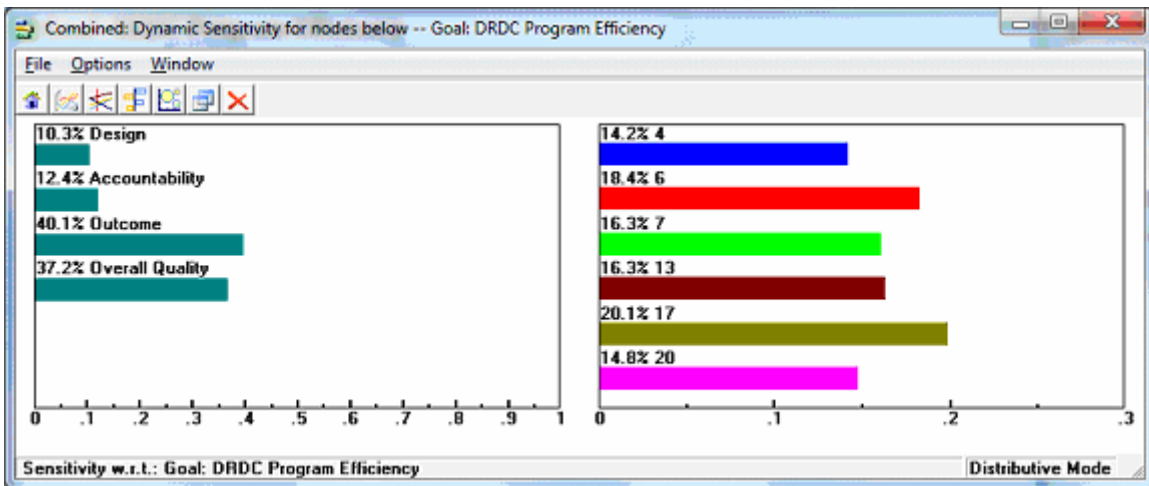 Combined: Dynamic Sensitivity for nodes below -- Goal: DRDC Program Efficiency
File Options Window
10.3% Design
12.4% Accountability
40.1% Outcome
37.2% Overall Quality
0 .1 .2 .3 .4 .5 .6 .7 .8 .9 1
14.2% 4
18.4% 6
16.3% 7
16.3% 13
20.1% 17
14.8% 20
0 .1 .2 .3
Sensitivity w.r.t.: Goal: DRDC Program Efficiency
Distributive Mode